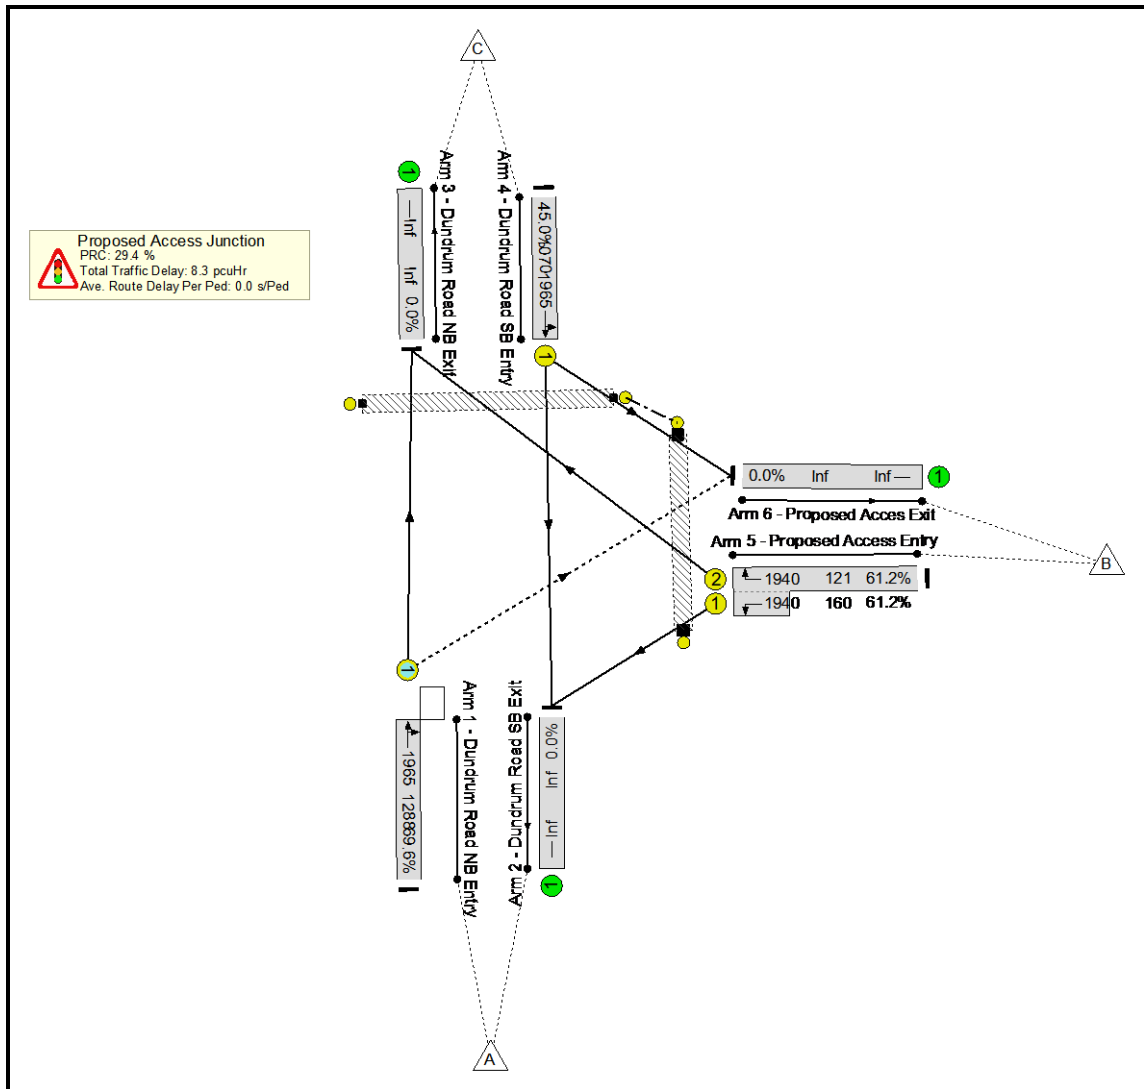 C
Arm 3 - Dundrum Road NB Exit
Arm 4 - Dundrum Road SB Entry
1
Inf Inf 0.0%
45.0% 1965
1
Proposed Access Junction
PRC: 29.4 %
Total Traffic Delay: 8.3 pcuHr
Ave. Route Delay Per Ped: 0.0 s/Ped
0.0% Inf Inf
1
Arm 6 - Proposed Acces Exit
Arm 5 - Proposed Access Entry
B
2
1940 121 61.2%
1
1940 160 61.2%
1
Arm 1 - Dundrum Road NB Entry
Arm 2 - Dundrum Road SB Exit
1965 1288 69.6%
0.0% Inf Inf
1
A